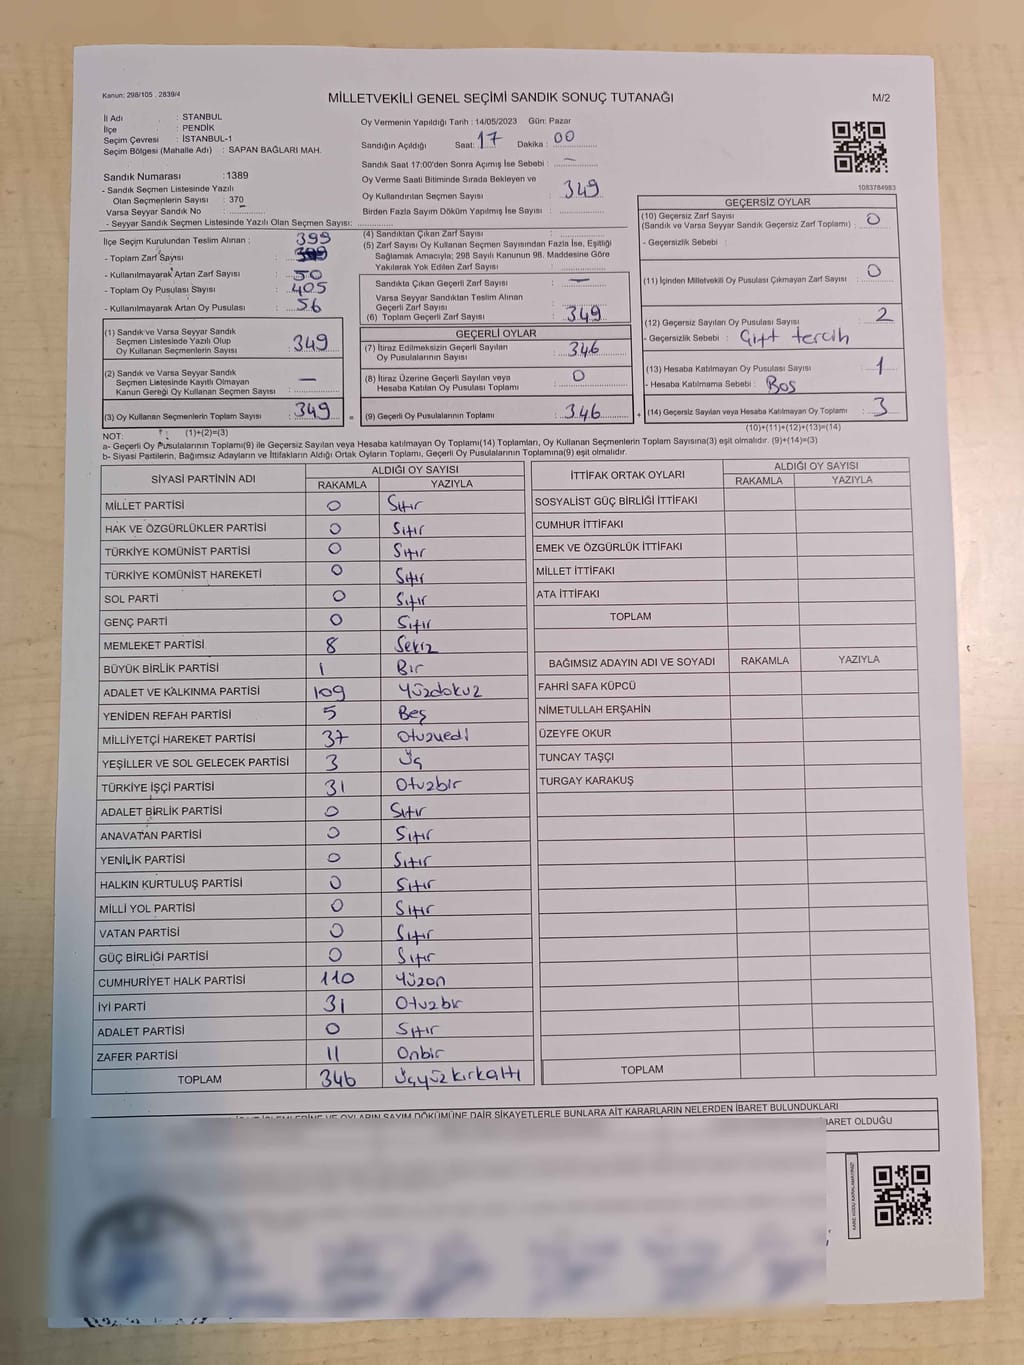 Kanun: 298/105 , 2839/4
MİLLETVEKİLİ GENEL SEÇİMİ SANDIK SONUÇ TUTANAĞI
M/2
İl Adı : STANBUL
İlçe : PENDİK
Seçim Çevresi : İSTANBUL-1
Seçim Bölgesi (Mahalle Adı) : SAPAN BAĞLARI MAH.
Sandık Numarası :1389
- Sandık Seçmen Listesinde Yazılı
Olan Seçmenlerin Sayısı : 370
Varsa Seyyar Sandık No :
- Seyyar Sandık Seçmen Listesinde Yazılı Olan Seçmen Sayısı:
Oy Vermenin Yapıldığı Tarih : 14/05/2023 Gün: Pazar
Sandığın Açıldığı Saat: 17 Dakika : 00
Sandık Saat 17:00'den Sonra Açımış İse Sebebi : –
Oy Verme Saati Bitiminde Sırada Bekleyen ve
Oy Kullandırılan Seçmen Sayısı : 349
Birden Fazla Sayım Döküm Yapılmış İse Sayısı :
1083784983
İlçe Seçim Kurulundan Teslim Alınan : 399
- Toplam Zarf Sayısı :
- Kullanılmayarak Artan Zarf Sayısı : 50
- Toplam Oy Pusulası Sayısı : 405
- Kullanılmayarak Artan Oy Pusulası : 56
(1) Sandık ve Varsa Seyyar Sandık
Seçmen Listesinde Yazılı Olup
Oy Kullanan Seçmenlerin Sayısı : 349
(2) Sandık ve Varsa Seyyar Sandık
Seçmen Listesinde Kayıtlı Olmayan
Kanun Gereği Oy Kullanan Seçmen Sayısı : —
(3) Oy Kullanan Seçmenlerin Toplam Sayısı : 349 =
(1)+(2)=(3)
(4) Sandıktan Çıkan Zarf Sayısı :
(5) Zarf Sayısı Oy Kullanan Seçmen Sayısından Fazla İse, Eşitliği
Sağlamak Amacıyla; 298 Sayılı Kanunun 98. Maddesine Göre
Yakılarak Yok Edilen Zarf Sayısı :
Sandıkta Çıkan Geçerli Zarf Sayısı : —
Varsa Seyyar Sandıktan Teslim Alınan
Geçerli Zarf Sayısı :
(6) Toplam Geçerli Zarf Sayısı : 349
GEÇERLİ OYLAR
(7) İtiraz Edilmeksizin Geçerli Sayılan
Oy Pusulalarının Sayısı : 346
(8) İtiraz Üzerine Geçerli Sayılan veya
Hesaba Katılan Oy Pusulası Toplamı : 0
(9) Geçerli Oy Pusulalarının Toplamı : 346 +
GEÇERSİZ OYLAR
(10) Geçersiz Zarf Sayısı
(Sandık ve Varsa Seyyar Sandık Geçersiz Zarf Toplamı) : 0
- Geçersizlik Sebebi :
(11) İçinden Milletvekili Oy Pusulası Çıkmayan Zarf Sayısı : 0
(12) Geçersiz Sayılan Oy Pusulası Sayısı : 2
- Geçersizlik Sebebi : Çift tercih
(13) Hesaba Katılmayan Oy Pusulası Sayısı : 1
- Hesaba Katılmama Sebebi : Boş
(14) Geçersiz Sayılan veya Hesaba Katılmayan Oy Toplamı : 3
(10)+(11)+(12)+(13)=(14)
NOT:
a- Geçerli Oy Pusulalarının Toplamı(9) ile Geçersiz Sayılan veya Hesaba katılmayan Oy Toplamı(14) Toplamları, Oy Kullanan Seçmenlerin Toplam Sayısına(3) eşit olmalıdır. (9)+(14)=(3)
b- Siyasi Partilerin, Bağımsız Adayların ve İttifakların Aldığı Ortak Oyların Toplamı, Geçerli Oy Pusulalarının Toplamına(9) eşit olmalıdır.
SİYASİ PARTİNİN ADI ALDIĞI OY SAYISI
RAKAMLA YAZIYLA
MİLLET PARTİSİ 0 Sıfır
HAK VE ÖZGÜRLÜKLER PARTİSİ 0 Sıfır
TÜRKİYE KOMÜNİST PARTİSİ 0 Sıfır
TÜRKİYE KOMÜNİST HAREKETİ 0 Sıfır
SOL PARTİ 0 Sıfır
GENÇ PARTİ 0 Sıfır
MEMLEKET PARTİSİ 8 Sekiz
BÜYÜK BİRLİK PARTİSİ 1 Bir
ADALET VE KALKINMA PARTİSİ 109 Yüzdokuz
YENİDEN REFAH PARTİSİ 5 Beş
MİLLİYETÇİ HAREKET PARTİSİ 37 Otuzyedi
YEŞİLLER VE SOL GELECEK PARTİSİ 3 Üç
TÜRKİYE İŞÇİ PARTİSİ 31 Otuzbir
ADALET BİRLİK PARTİSİ 0 Sıfır
ANAVATAN PARTİSİ 0 Sıfır
YENİLİK PARTİSİ 0 Sıfır
HALKIN KURTULUŞ PARTİSİ 0 Sıfır
MİLLİ YOL PARTİSİ 0 Sıfır
VATAN PARTİSİ 0 Sıfır
GÜÇ BİRLİĞİ PARTİSİ 0 Sıfır
CUMHURİYET HALK PARTİSİ 110 Yüzon
İYİ PARTİ 31 Otuzbir
ADALET PARTİSİ 0 Sıfır
ZAFER PARTİSİ 11 Onbir
TOPLAM 346 Üçyüzkırkaltı
İTTİFAK ORTAK OYLARI ALDIĞI OY SAYISI
RAKAMLA YAZIYLA
SOSYALİST GÜÇ BİRLİĞİ İTTİFAKI
CUMHUR İTTİFAKI
EMEK VE ÖZGÜRLÜK İTTİFAKI
MİLLET İTTİFAKI
ATA İTTİFAKI
TOPLAM
BAĞIMSIZ ADAYIN ADI VE SOYADI RAKAMLA YAZIYLA
FAHRİ SAFA KÜPCÜ
NİMETULLAH ERŞAHİN
ÜZEYFE OKUR
TUNCAY TAŞÇI
TURGAY KARAKUŞ
TOPLAM
İŞLEMLERİNE VE OYLARIN SAYIM DÖKÜMÜNE DAİR ŞİKAYETLERLE BUNLARA AİT KARARLARIN NELERDEN İBARET BULUNDUKLARI
İBARET OLDUĞU